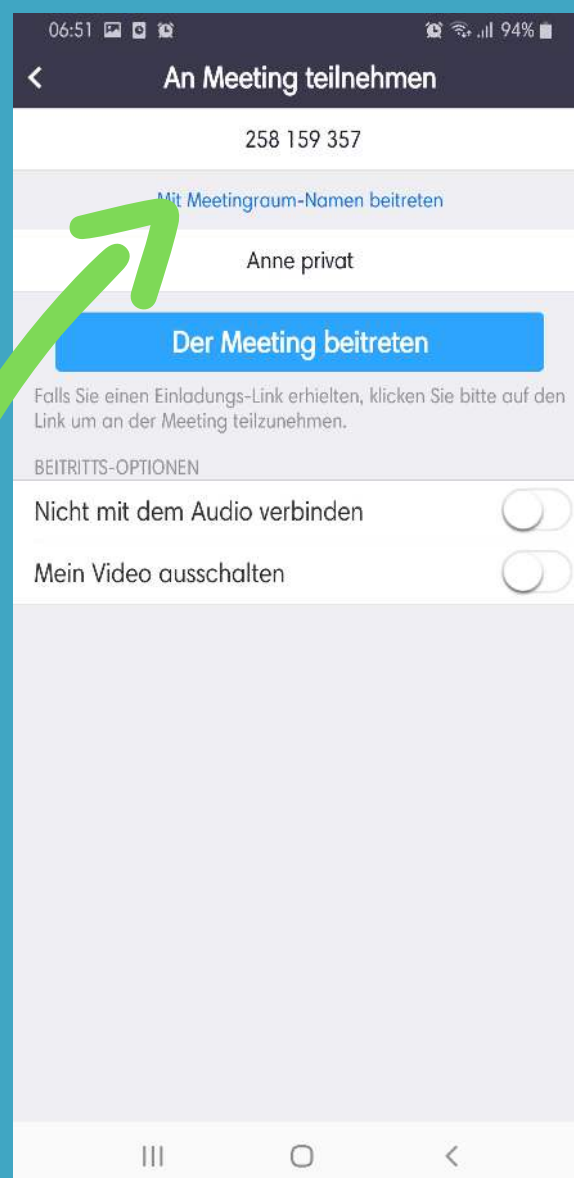 06:51 94%
An Meeting teilnehmen
258 159 357
Mit Meetingraum-Namen beitreten
Anne privat
Der Meeting beitreten
Falls Sie einen Einladungs-Link erhielten, klicken Sie bitte auf den
Link um an der Meeting teilzunehmen.
BEITRITTS-OPTIONEN
Nicht mit dem Audio verbinden
Mein Video ausschalten